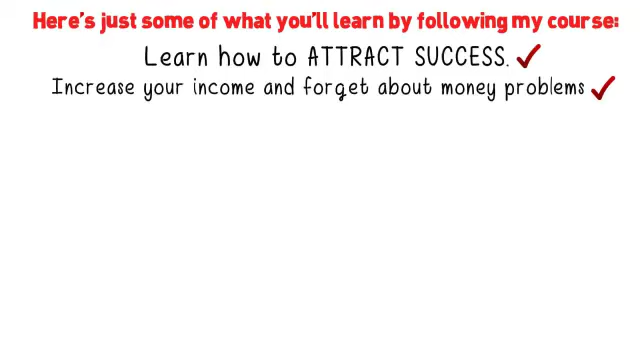 Here's just some of what you'll learn by following my course:
Learn how to ATTRACT SUCCESS.
Increase your income and forget about money problems